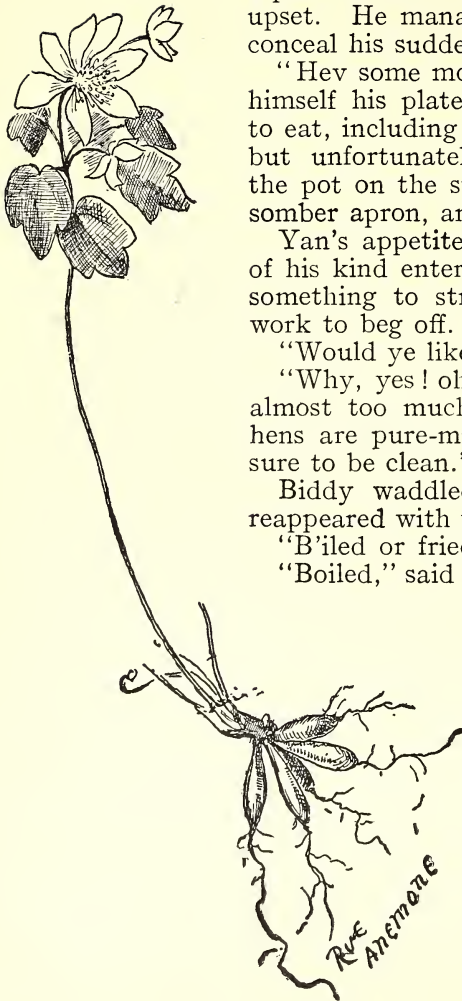 upset. He mana
conceal his sudde
"Hev some mo
himself his plate
to eat, including
but unfortunatel
the pot on the s
somber apron, an
Yan's appetite
of his kind enter
something to str
work to beg off.
"Would ye like
"Why, yes! oh
almost too much
hens are pure-m
sure to be clean.'
Biddy waddled
reappeared with
"B'iled or fried
"Boiled," said
Rue
Anemone